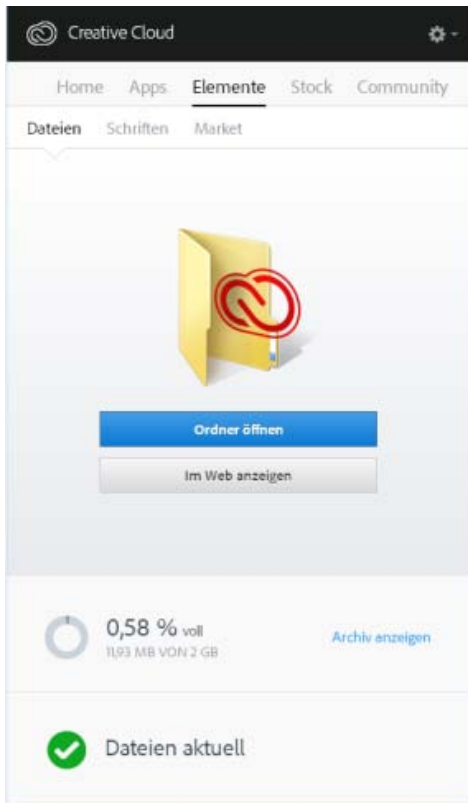 Creative Cloud
Home Apps Elemente Stock Community
Dateien Schriften Market
Ordner öffnen
Im Web anzeigen
0,58 % voll
11,93 MB VON 2 GB
Archiv anzeigen
Dateien aktuell